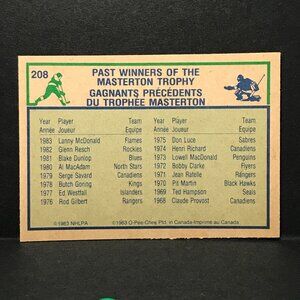 208
PAST WINNERS OF THE
MASTERTON TROPHY
GAGNANTS PRÉCÉDENTS
DU TROPHÉE MASTERTON
Year Player Team Year Player Team
Année Joueur Equipe Année Joueur Equipe
1983 Lanny McDonald Flames 1975 Don Luce Sabres
1982 Glenn Resch Rockies 1974 Henri Richard Canadiens
1981 Blake Dunlop Blues 1973 Lowell MacDonald Penguins
1980 Al MacAdam North Stars 1972 Bobby Clarke Flyers
1979 Serge Savard Canadiens 1971 Jean Ratelle Rangers
1978 Butch Goring Kings 1970 Pit Martin Black Hawks
1977 Ed Westfall Islanders 1969 Ted Hampson Seals
1976 Rod Gilbert Rangers 1968 Claude Provost Canadiens
©1983 NHLPA ©1983 O-Pee-Chee Ptd. in Canada-Imprimé au Canada